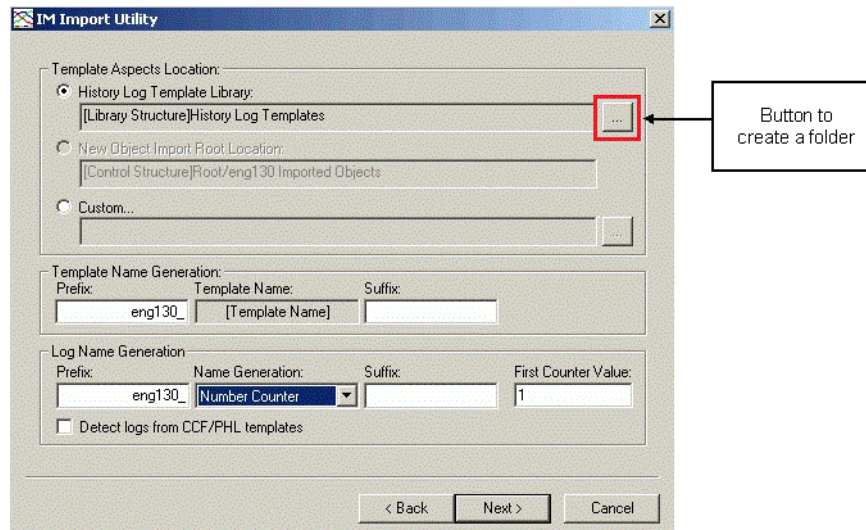 IM Import Utility
Template Aspects Location:
History Log Template Library:
[Library Structure]History Log Templates
...
Button to
create a folder
New Object Import Root Location:
[Control Structure]Root/eng130 Imported Objects
Custom...
...
Template Name Generation:
Prefix: Template Name: Suffix:
eng130_ [Template Name]
Log Name Generation
Prefix: Name Generation: Suffix: First Counter Value:
eng130_ Number Counter 1
Detect logs from CCF/PHL templates
< Back Next > Cancel